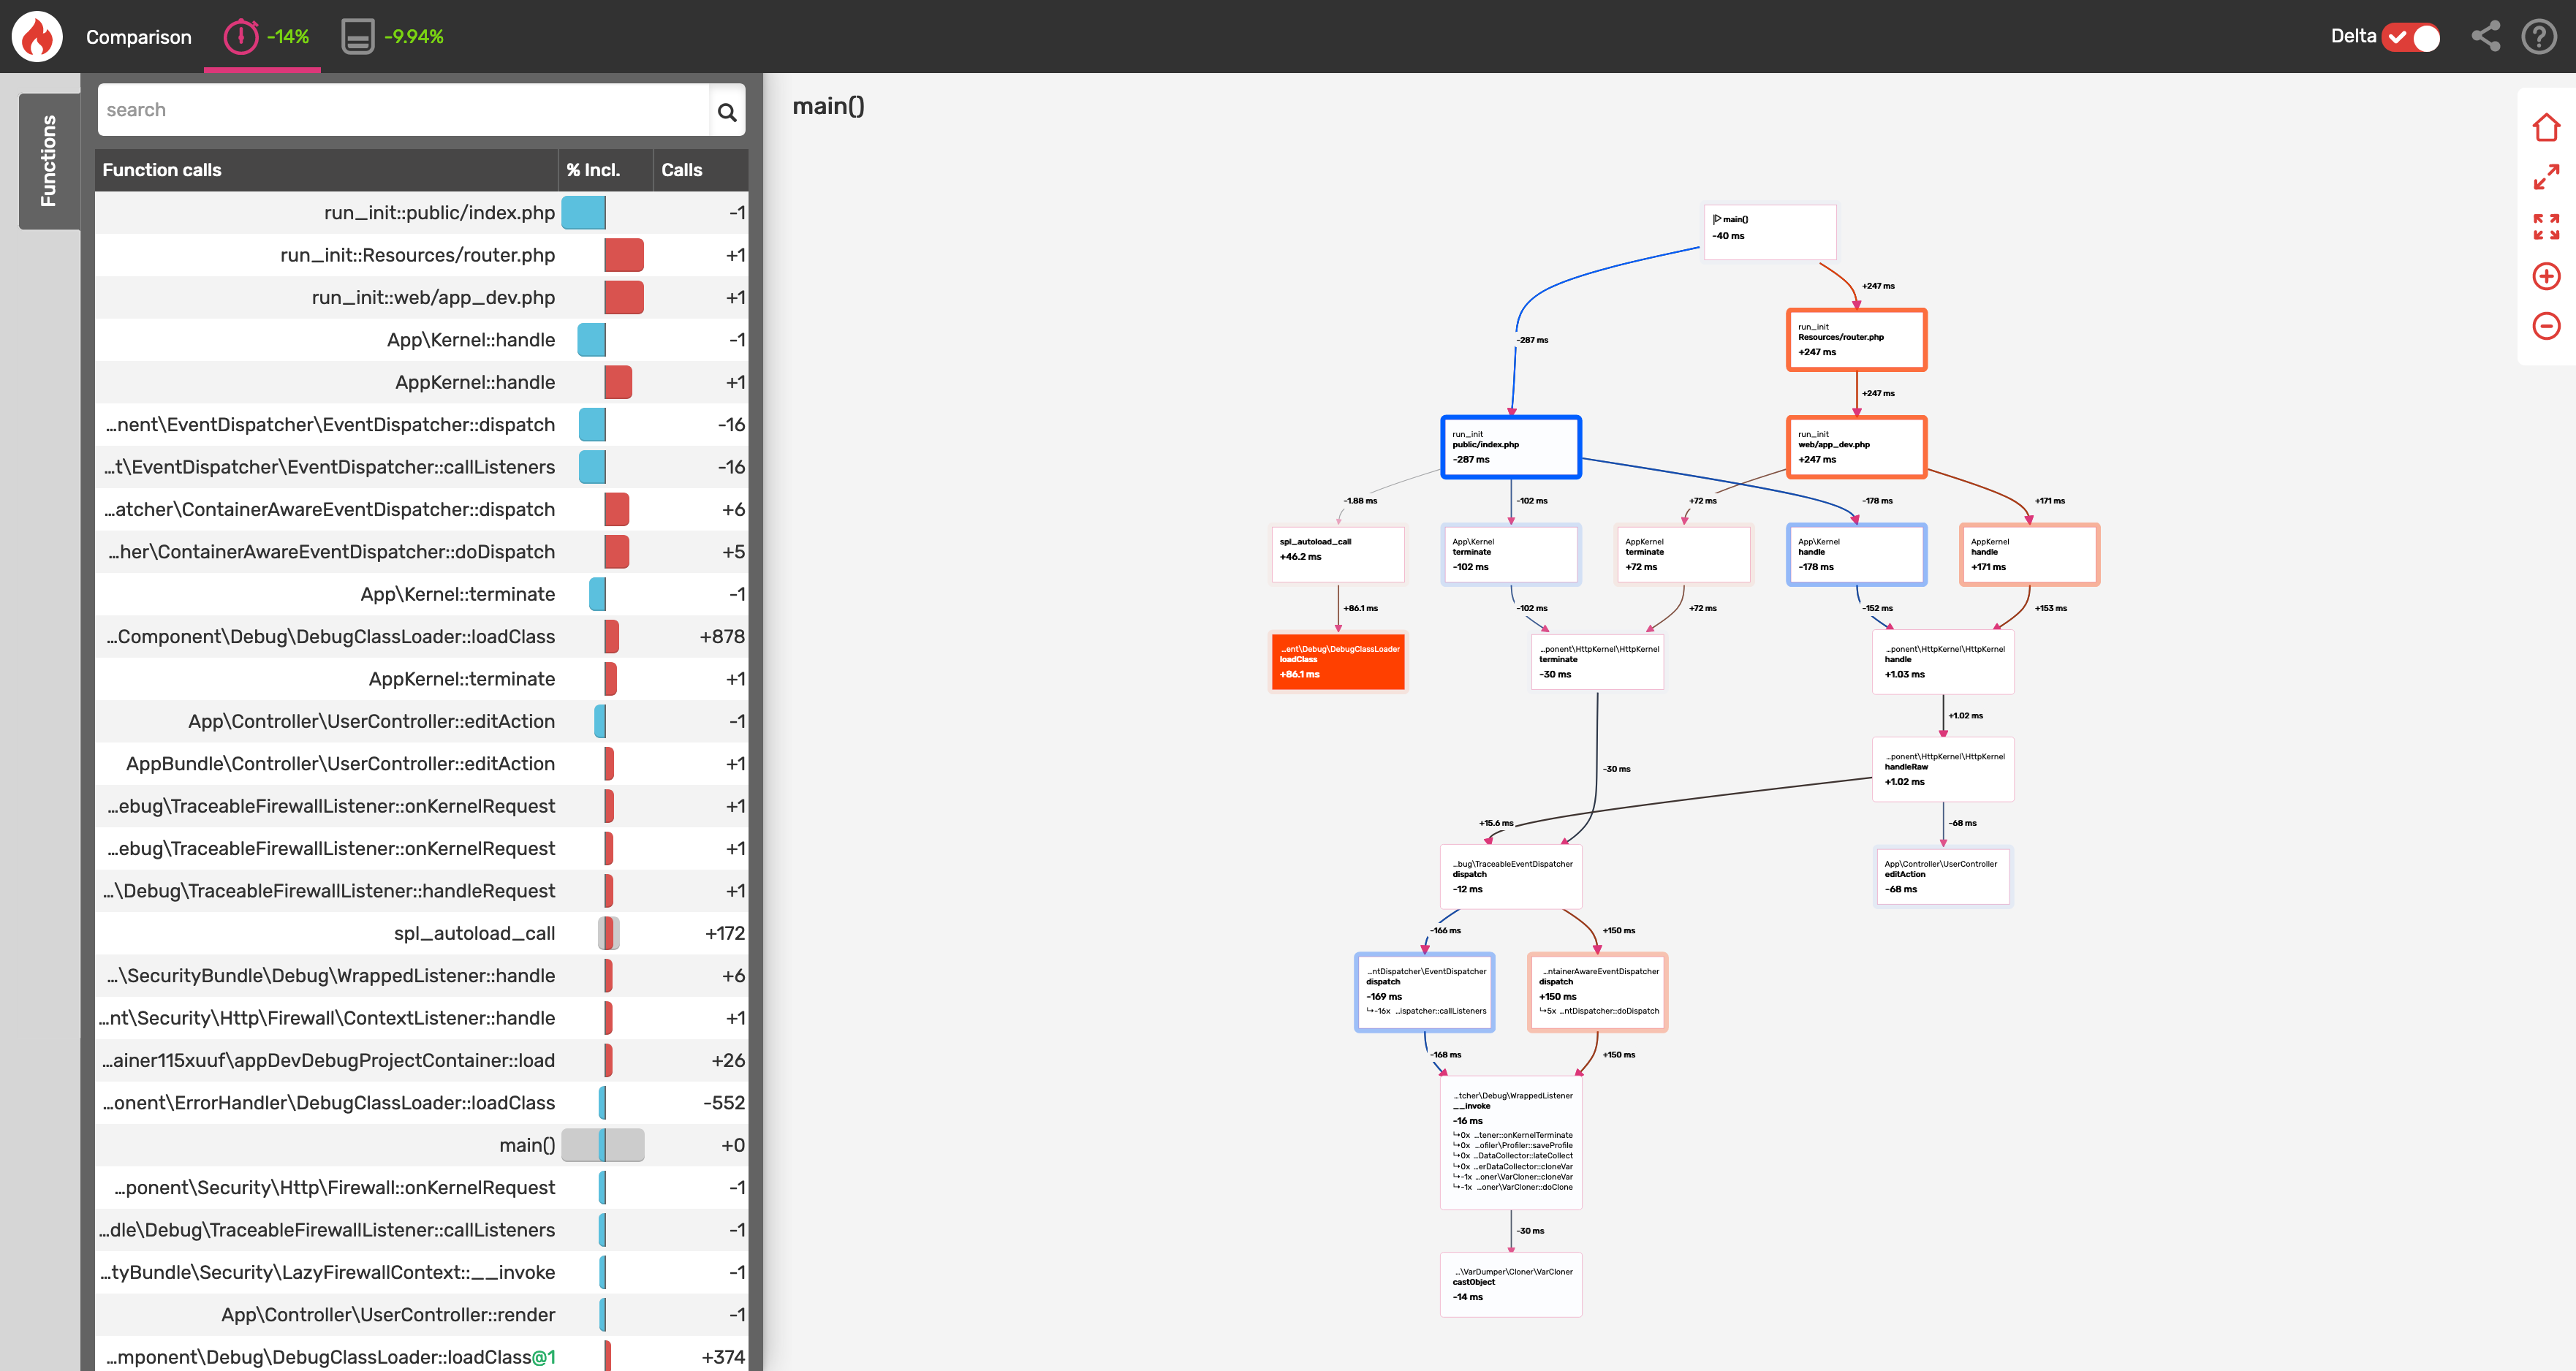 Comparison
-14%
-9.94%
Delta
Functions
search
Function calls % Incl. Calls
run_init::public/index.php -1
run_init::Resources/router.php +1
run_init::web/app_dev.php +1
App\Kernel::handle -1
AppKernel::handle +1
…nent\EventDispatcher\EventDispatcher::dispatch -16
…t\EventDispatcher\EventDispatcher::callListeners -16
…atcher\ContainerAwareEventDispatcher::dispatch +6
…her\ContainerAwareEventDispatcher::doDispatch +5
App\Kernel::terminate -1
…Component\Debug\DebugClassLoader::loadClass +878
AppKernel::terminate +1
App\Controller\UserController::editAction -1
AppBundle\Controller\UserController::editAction +1
…ebug\TraceableFirewallListener::onKernelRequest +1
…ebug\TraceableFirewallListener::onKernelRequest +1
…\Debug\TraceableFirewallListener::handleRequest +1
spl_autoload_call +172
…\SecurityBundle\Debug\WrappedListener::handle +6
…nt\Security\Http\Firewall\ContextListener::handle +1
…ainer115xuuf\appDevDebugProjectContainer::load +26
…onent\ErrorHandler\DebugClassLoader::loadClass -552
main() +0
…ponent\Security\Http\Firewall::onKernelRequest -1
…dle\Debug\TraceableFirewallListener::callListeners -1
…tyBundle\Security\LazyFirewallContext::__invoke -1
App\Controller\UserController::render -1
…mponent\Debug\DebugClassLoader::loadClass@1 +374
main()
main()
-40 ms
+247 ms
-287 ms
run_init
Resources/router.php
+247 ms
+247 ms
run_init
public/index.php
-287 ms
run_init
web/app_dev.php
+247 ms
-1.88 ms
-102 ms
+72 ms
-178 ms
+171 ms
spl_autoload_call
+46.2 ms
App\Kernel
terminate
-102 ms
AppKernel
terminate
+72 ms
App\Kernel
handle
-178 ms
AppKernel
handle
+171 ms
+86.1 ms
-102 ms
+72 ms
-152 ms
+153 ms
…ent\Debug\DebugClassLoader
loadClass
+86.1 ms
…ponent\HttpKernel\HttpKernel
terminate
-30 ms
…ponent\HttpKernel\HttpKernel
handle
+1.03 ms
+1.02 ms
…ponent\HttpKernel\HttpKernel
handleRaw
+1.02 ms
-30 ms
+15.6 ms
-68 ms
…bug\TraceableEventDispatcher
dispatch
-12 ms
App\Controller\UserController
editAction
-68 ms
-166 ms
+150 ms
…ntDispatcher\EventDispatcher
dispatch
-169 ms
↳-16x …ispatcher::callListeners
…ntainerAwareEventDispatcher
dispatch
+150 ms
↳5x …ntDispatcher::doDispatch
-168 ms
+150 ms
…tcher\Debug\WrappedListener
__invoke
-16 ms
↳0x …tener::onKernelTerminate
↳0x …ofiler\Profiler::saveProfile
↳0x …DataCollector::lateCollect
↳0x …erDataCollector::cloneVar
↳-1x …oner\VarCloner::cloneVar
↳-1x …oner\VarCloner::doClone
-30 ms
…\VarDumper\Cloner\VarCloner
castObject
-14 ms